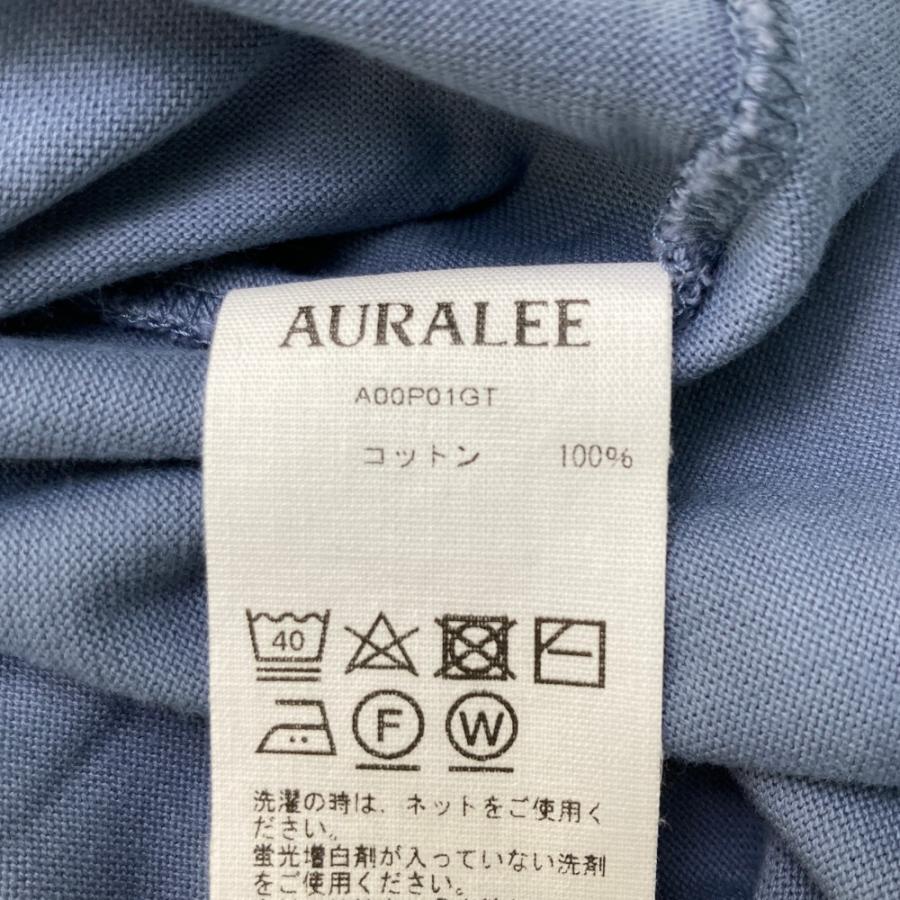 AURALEE
A00P01GT
コットン 100%
40
F W
洗濯の時は、ネットをご使用く
ださい。
蛍光増白剤が入っていない洗剤
をご使用ください。